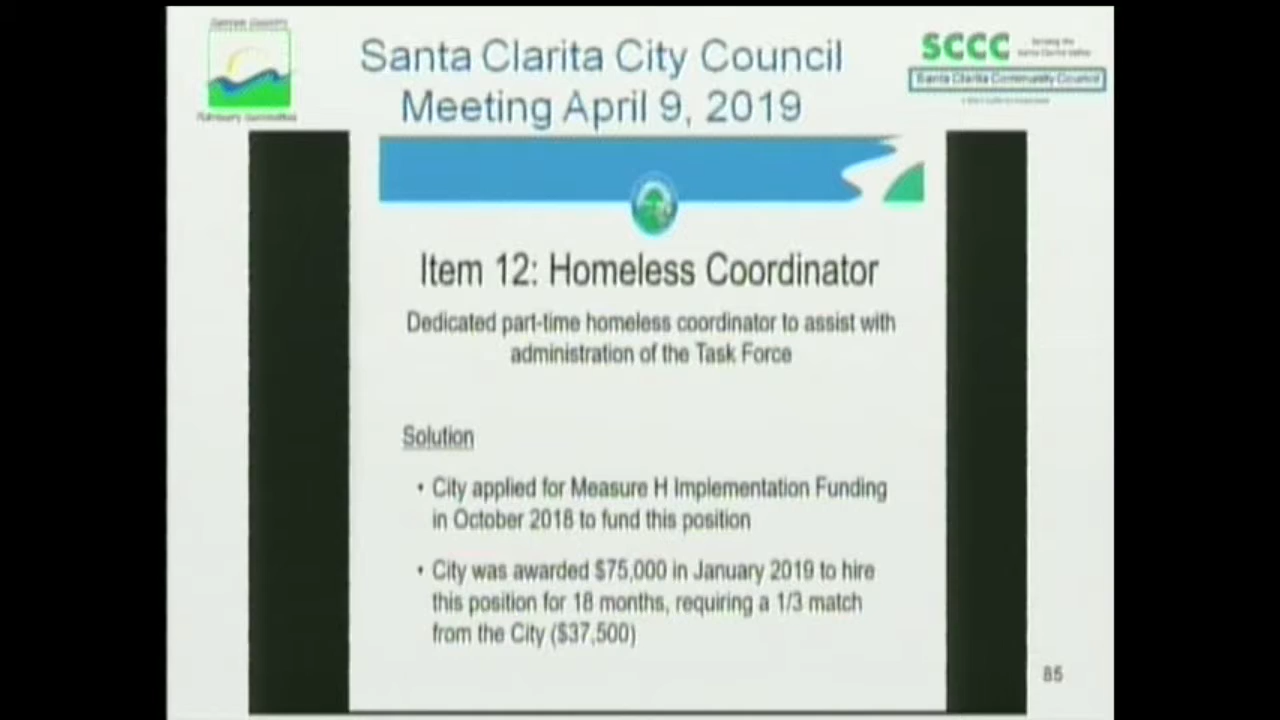 Santa Clarita City Council
Meeting April 9, 2019
SCCC
Santa Clarita Community Council
Item 12: Homeless Coordinator
Dedicated part-time homeless coordinator to assist with
administration of the Task Force
Solution
• City applied for Measure H Implementation Funding
in October 2018 to fund this position
• City was awarded $75,000 in January 2019 to hire
this position for 18 months, requiring a 1/3 match
from the City ($37,500)
85